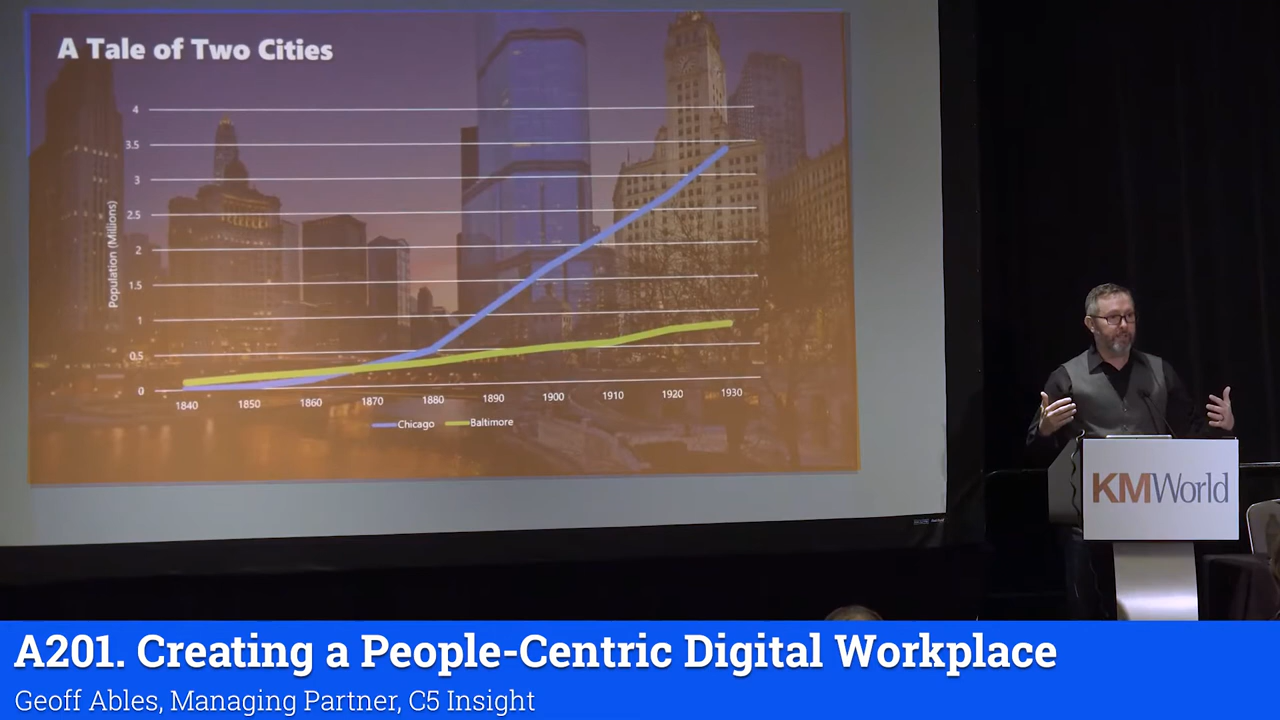 A Tale of Two Cities
4
3.5
3
2.5
2
1.5
1
0.5
0
Population (Millions)
1840 1850 1860 1870 1880 1890 1900 1910 1920 1930
Chicago Baltimore
KMWorld
A201. Creating a People-Centric Digital Workplace
Geoff Ables, Managing Partner, C5 Insight